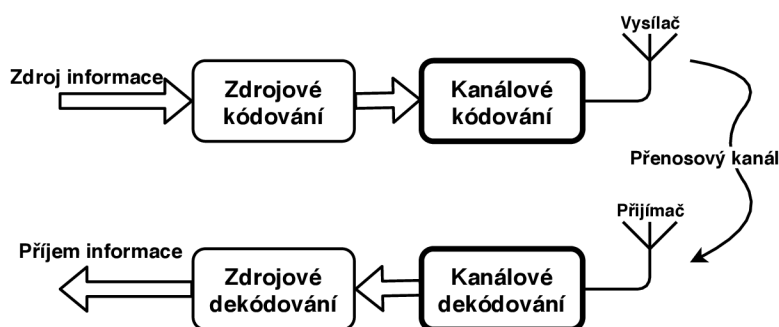 Vysílač
Zdroj informace
Zdrojové
kódování
Kanálové
kódování
Přenosový kanál
Přijímač
Příjem informace
Zdrojové
dekódování
Kanálové
dekódování